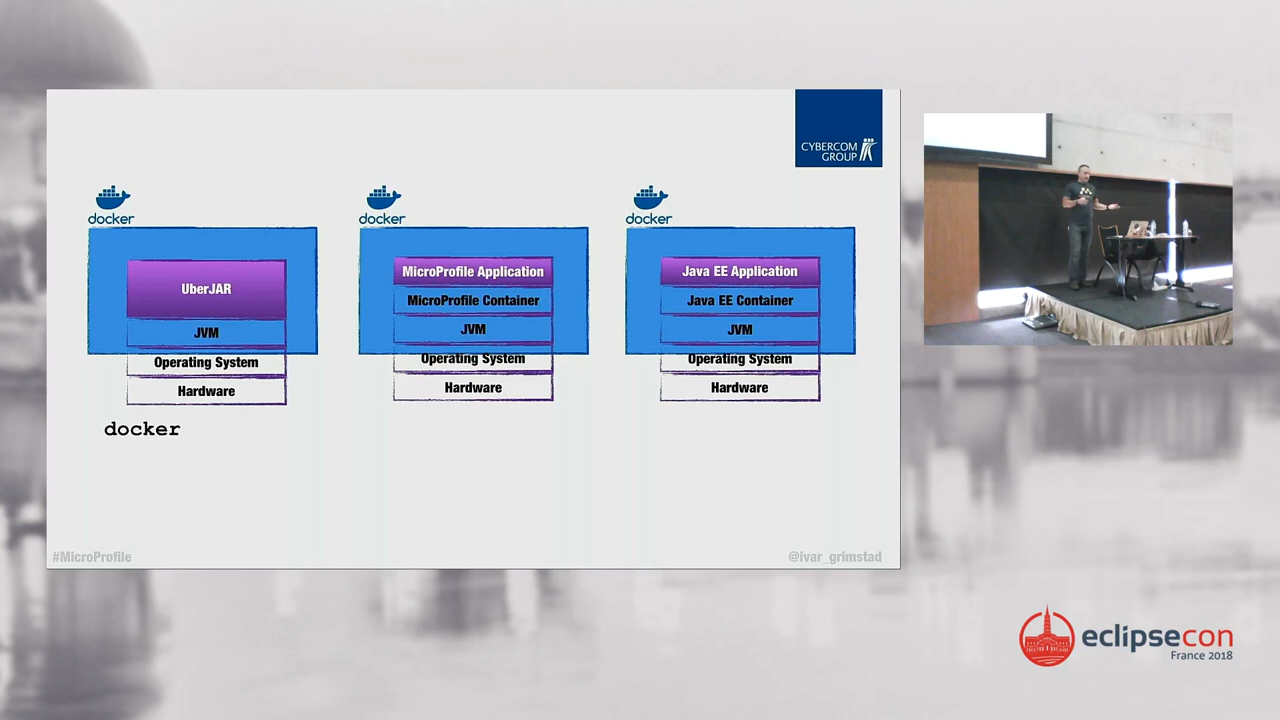 CYBERCOM
GROUP
docker
docker
docker
UberJAR
JVM
Operating System
Hardware
MicroProfile Application
MicroProfile Container
JVM
Operating System
Hardware
Java EE Application
Java EE Container
JVM
Operating System
Hardware
docker
#MicroProfile
@ivar_grimstad
eclipsecon
France 2018